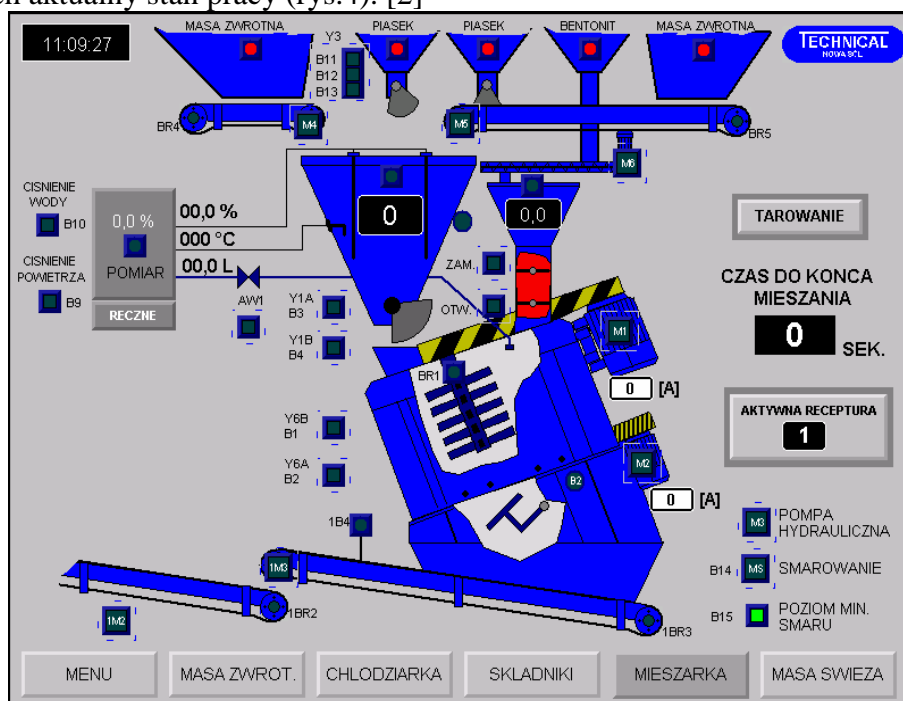 ch aktualny stan pracy (rys.4). [2]
11:09:27
MASA ZWROTNA
Y3
PIASEK
PIASEK
BENTONIT
MASA ZWROTNA
TECHNICAL
NOWA SÓL
B11
B12
B13
BR4
M4
M5
BR5
M6
CISNIENIE
WODY
B10
CISNIENIE
POWIETRZA
B9
0,0 %
POMIAR
RECZNE
00,0 %
000 °C
00,0 L
AW1
0
0,0
ZAM.
OTW.
Y1A
B3
Y1B
B4
Y6B
B1
Y6A
B2
BR1
M1
0 [A]
M2
0 [A]
B2
TAROWANIE
CZAS DO KONCA
MIESZANIA
0 SEK.
AKTYWNA RECEPTURA
1
1B4
1M3
1BR2
1M2
1BR3
M3 POMPA
HYDRAULICZNA
B14 MS SMAROWANIE
B15 POZIOM MIN.
SMARU
MENU
MASA ZWROT.
CHLODZIARKA
SKLADNIKI
MIESZARKA
MASA SWIEZA